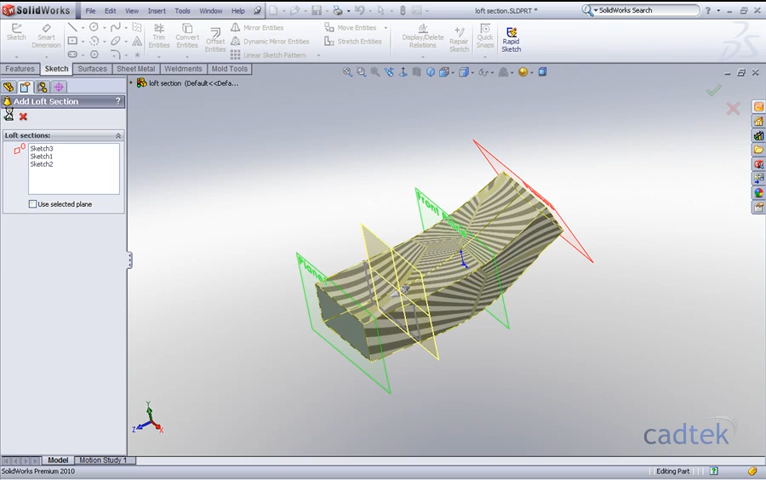 SolidWorks File Edit View Insert Tools Window Help loft section.SLDPRT * SolidWorks Search
Sketch Smart Dimension Trim Entities Convert Entities Offset Entities Mirror Entities Dynamic Mirror Entities Linear Sketch Pattern Move Entities Stretch Entities Display/Delete Relations Repair Sketch Quick Snaps Rapid Sketch
Features Sketch Surfaces Sheet Metal Weldments Mold Tools
loft section (Default<<Defa...
Add Loft Section ?
Loft sections:
Sketch3
Sketch1
Sketch2
Use selected plane
Front
Plane
Y
Z X
cadtek
Model Motion Study 1
SolidWorks Premium 2010 Editing Part